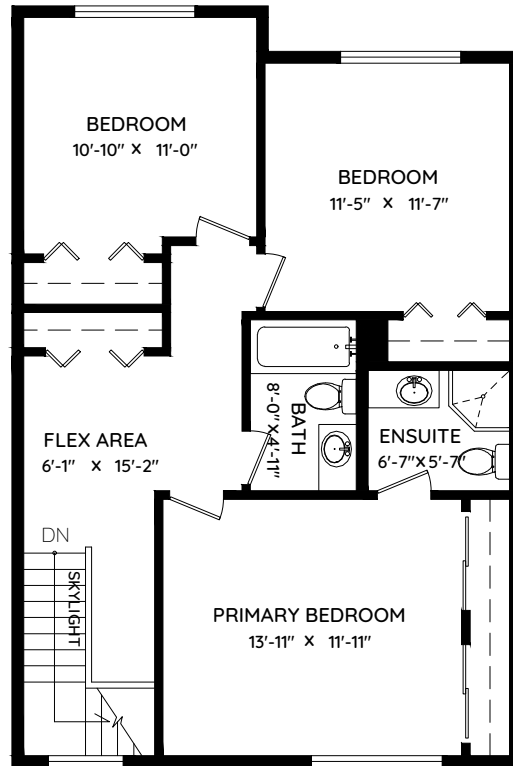 BEDROOM
10'-10" X 11'-0"
BEDROOM
11'-5" X 11'-7"
BATH
8'-0"X4'-11"
FLEX AREA
6'-1" X 15'-2"
ENSUITE
6'-7"X5'-7"
DN
SKYLIGHT
PRIMARY BEDROOM
13'-11" X 11'-11"